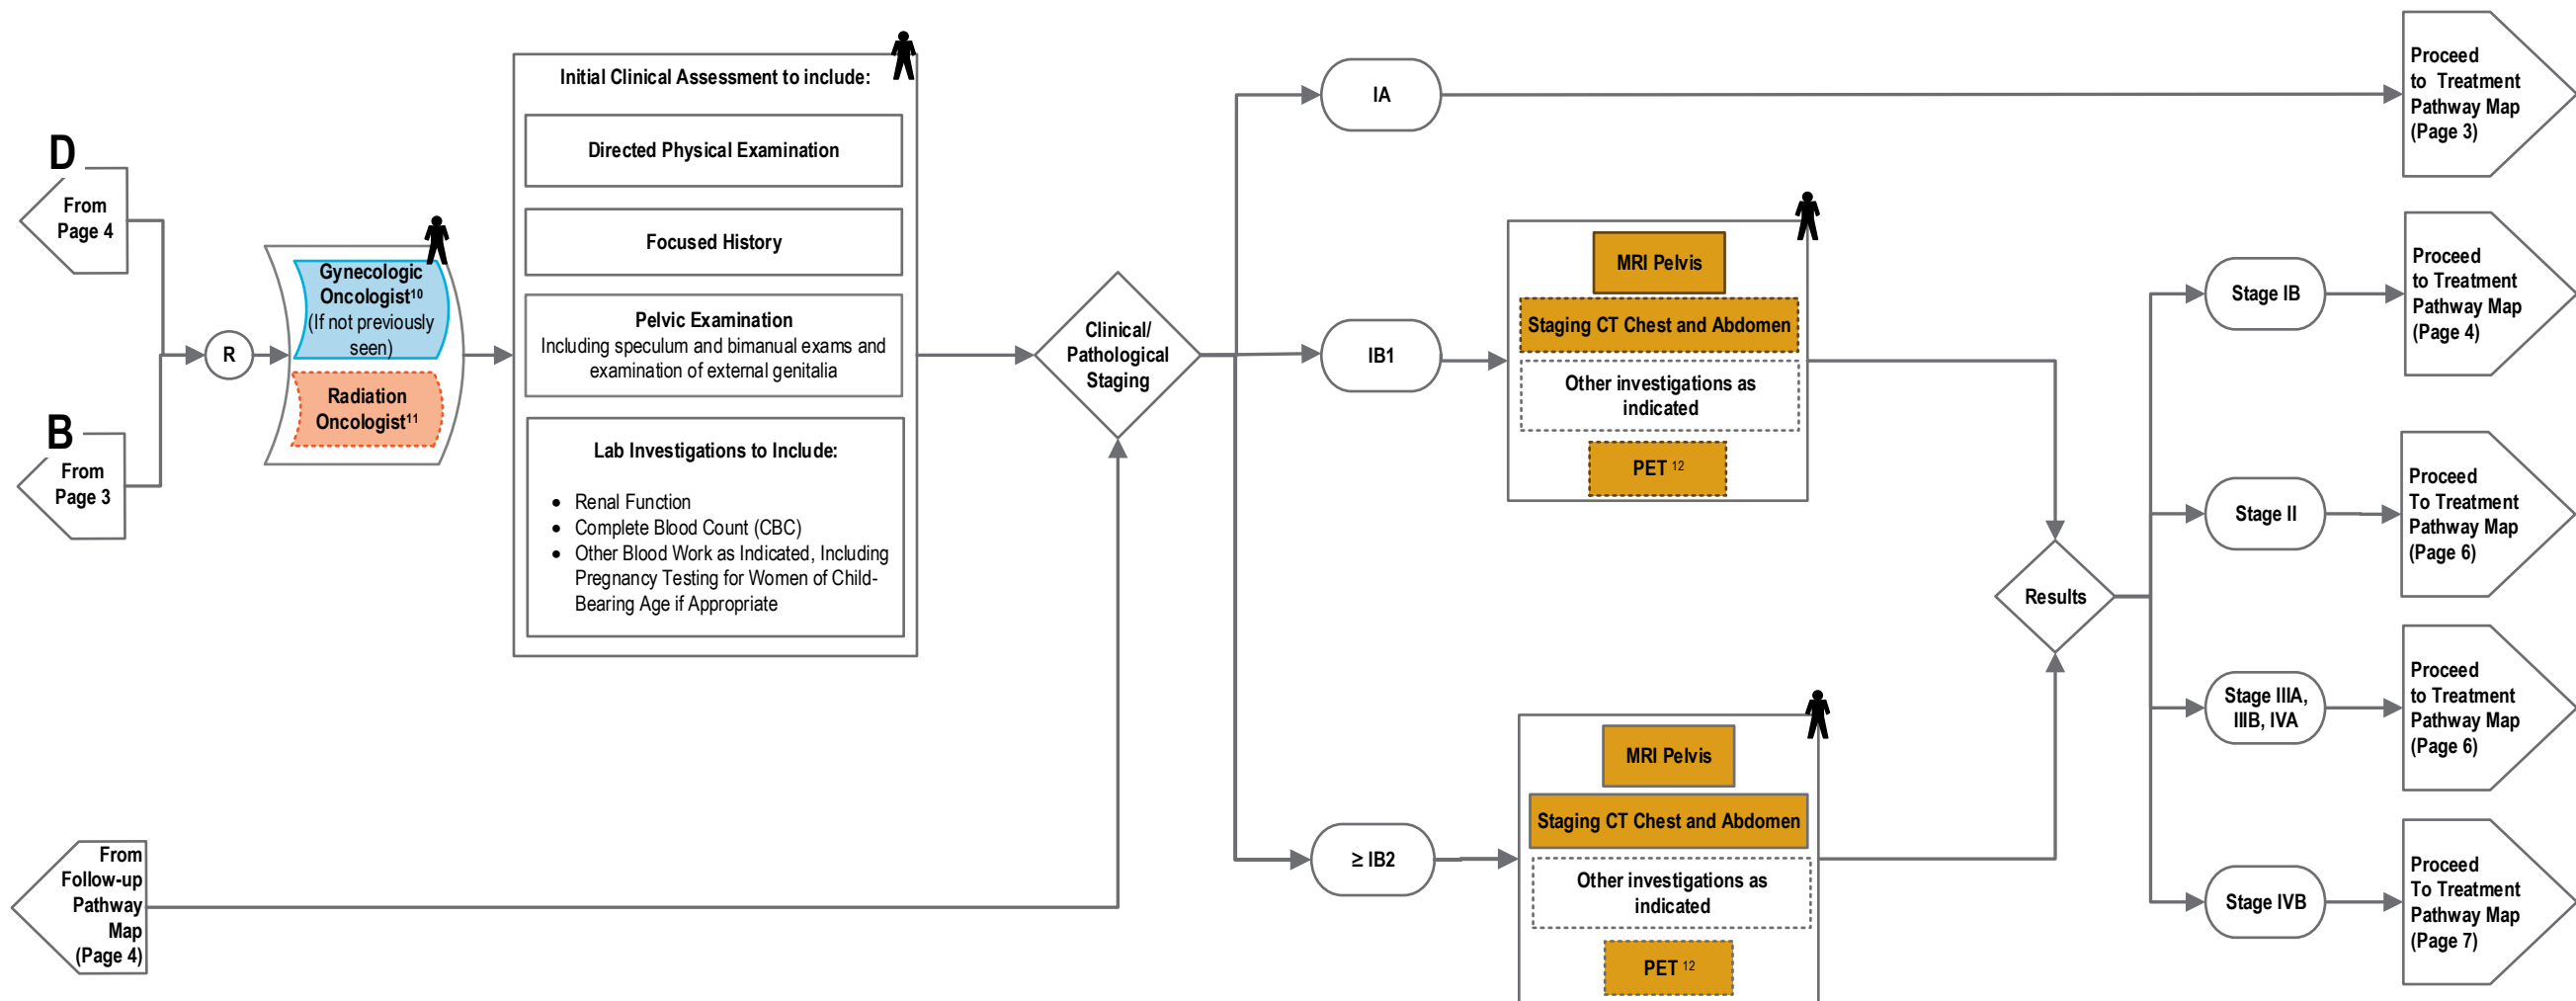 D
From
Page 4
B
From
Page 3
From
Follow-up
Pathway
Map
(Page 4)
R
Gynecologic
Oncologist¹⁰
(If not previously
seen)
Radiation
Oncologist¹¹
Initial Clinical Assessment to include:
Directed Physical Examination
Focused History
Pelvic Examination
Including speculum and bimanual exams and
examination of external genitalia
Lab Investigations to Include:
• Renal Function
• Complete Blood Count (CBC)
• Other Blood Work as Indicated, Including
Pregnancy Testing for Women of Child-
Bearing Age if Appropriate
Clinical/
Pathological
Staging
IA
IB1
≥ IB2
MRI Pelvis
Staging CT Chest and Abdomen
Other investigations as
indicated
PET ¹²
MRI Pelvis
Staging CT Chest and Abdomen
Other investigations as
indicated
PET ¹²
Results
Stage IB
Stage II
Stage IIIA,
IIIB, IVA
Stage IVB
Proceed
to Treatment
Pathway Map
(Page 3)
Proceed
to Treatment
Pathway Map
(Page 4)
Proceed
To Treatment
Pathway Map
(Page 6)
Proceed
to Treatment
Pathway Map
(Page 6)
Proceed
To Treatment
Pathway Map
(Page 7)